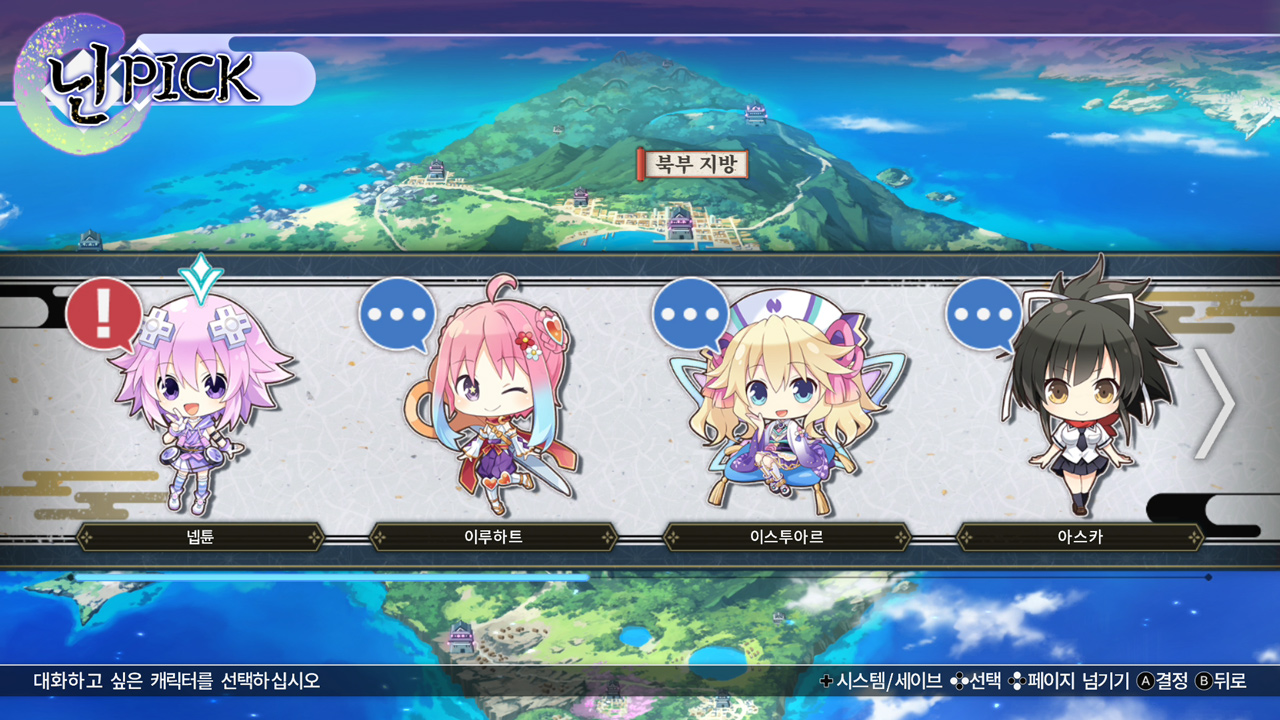 닌PICK
북부 지방
넵튠
이루하트
이스투아르
아스카
대화하고 싶은 캐릭터를 선택하십시오
시스템/세이브 선택 페이지 넘기기 A결정 B뒤로